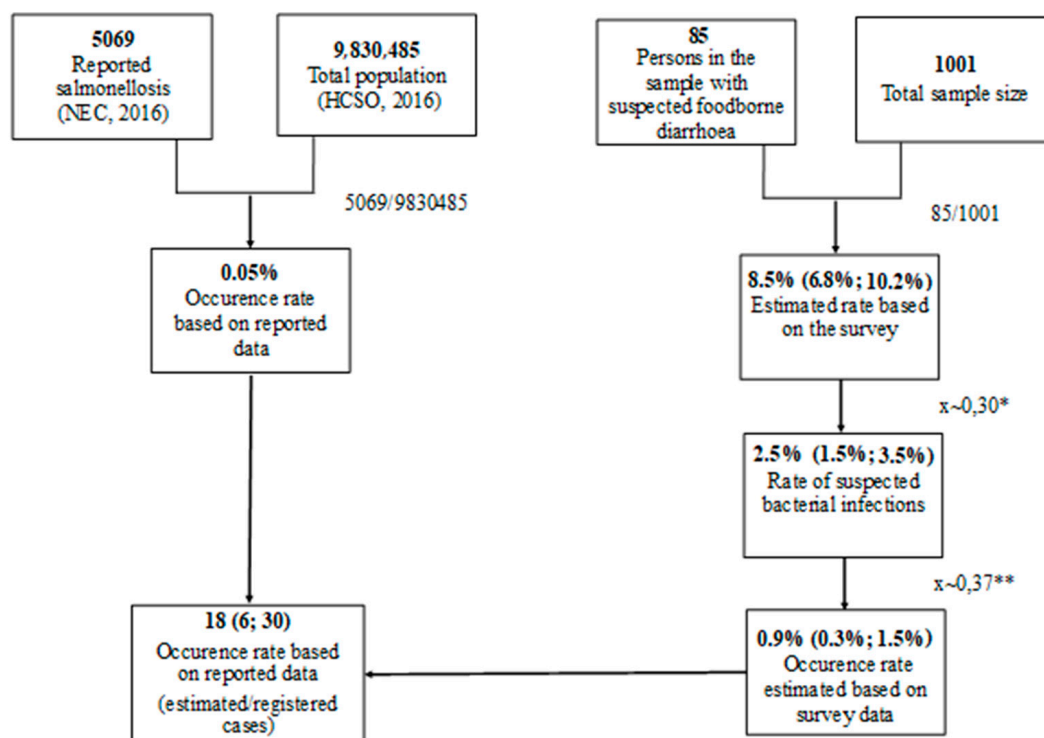 5069
Reported
salmonellosis
(NEC, 2016)
9,830,485
Total population
(HCSO, 2016)
85
Persons in the
sample with
suspected foodborne
diarrhoea
1001
Total sample size
5069/9830485
85/1001
0.05%
Occurence rate
based on reported
data
8.5% (6.8%; 10.2%)
Estimated rate based
on the survey
x~0,30*
2.5% (1.5%; 3.5%)
Rate of suspected
bacterial infections
x~0,37**
18 (6; 30)
Occurence rate based
on reported data
(estimated/registered
cases)
0.9% (0.3%; 1.5%)
Occurence rate
estimated based on
survey data